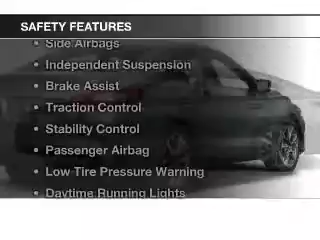 SAFETY FEATURES
• Side Airbags
• Independent Suspension
• Brake Assist
• Traction Control
• Stability Control
• Passenger Airbag
• Low Tire Pressure Warning
• Daytime Running Lights